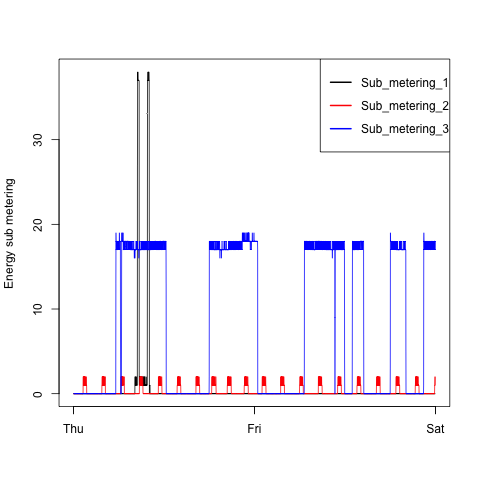 Sub_metering_1
Sub_metering_2
Sub_metering_3
Energy sub metering
30
20
10
0
Thu
Fri
Sat